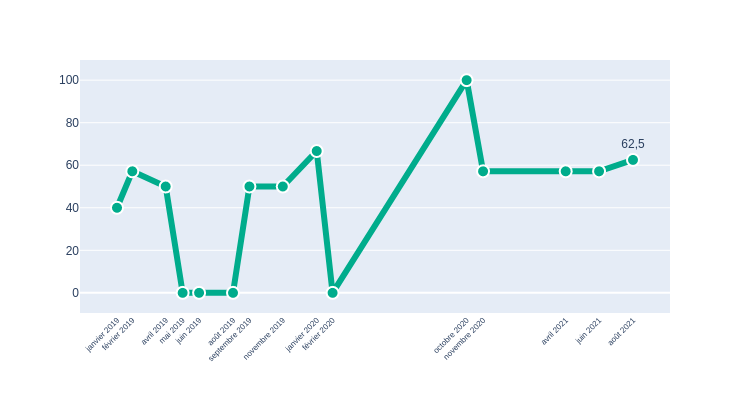 100
80
60
40
20
0
62,5
janvier 2019
février 2019
avril 2019
mai 2019
juin 2019
août 2019
septembre 2019
novembre 2019
janvier 2020
février 2020
octobre 2020
novembre 2020
avril 2021
juin 2021
août 2021